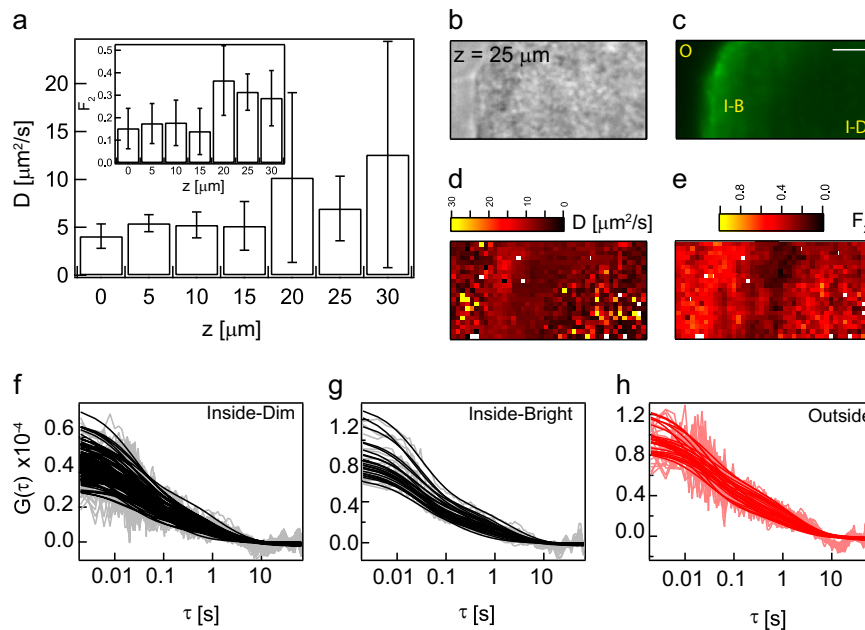 a
20
15
10
5
0
D [μm²/s]
0
5
10
15
20
25
30
z [μm]
0.5
0.4
0.3
0.2
0.1
0.0
F₂
0
5
10
15
20
25
30
z [μm]
b
z = 25 μm
c
O
I-B
I-D
d
30
15
0
D [μm²/s]
e
0.8
0.4
0.0
f
Inside-Dim
0.6
0.4
0.2
0.0
G(τ) x10⁻⁴
0.01
0.1
1
10
τ [s]
g
Inside-Bright
1.2
0.8
0.4
0.0
0.01
0.1
1
10
τ [s]
h
Outside
1.2
0.8
0.4
0.0
0.01
0.1
1
10
τ [s]